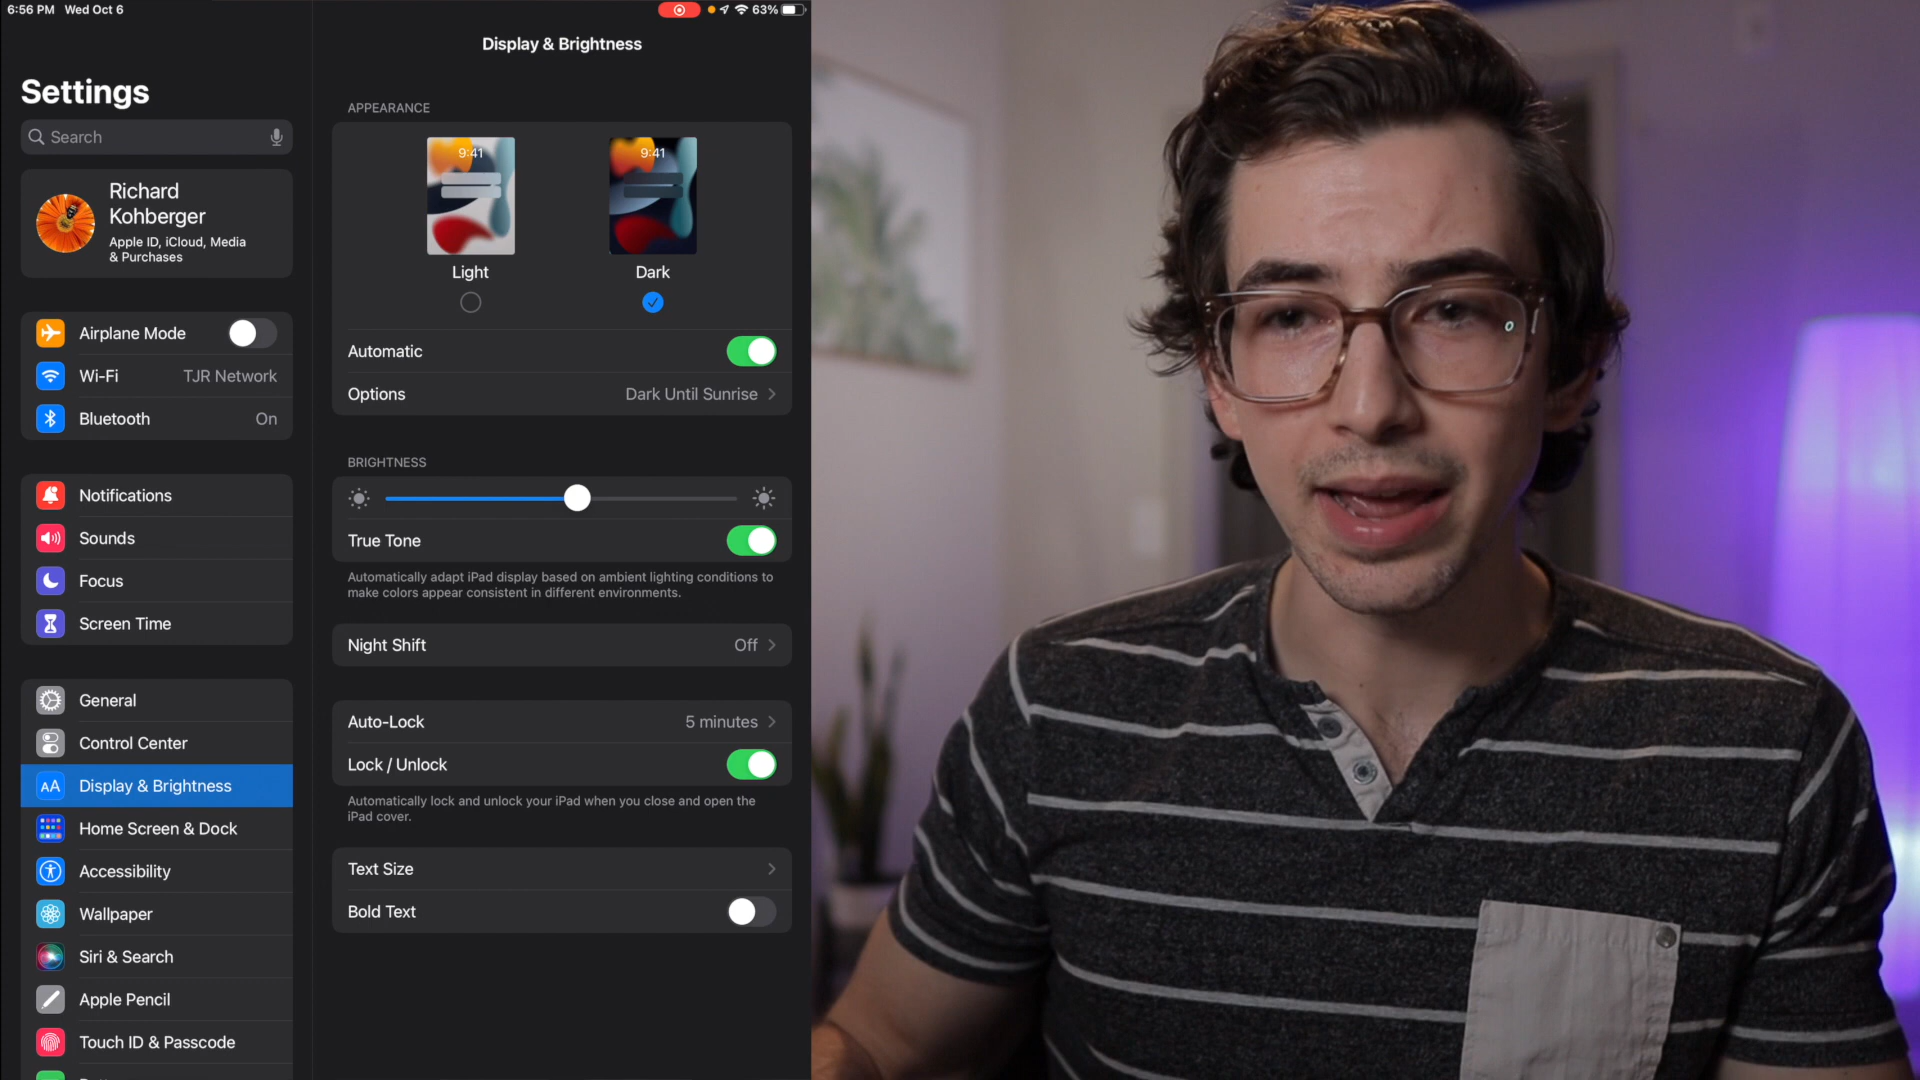 6:56 PM Wed Oct 6
63%
Settings
Search
Richard
Kohberger
Apple ID, iCloud, Media
& Purchases
Airplane Mode
Wi-Fi TJR Network
Bluetooth On
Notifications
Sounds
Focus
Screen Time
General
Control Center
AA Display & Brightness
Home Screen & Dock
Accessibility
Wallpaper
Siri & Search
Apple Pencil
Touch ID & Passcode
Display & Brightness
APPEARANCE
9:41 9:41
Light Dark
Automatic
Options Dark Until Sunrise
BRIGHTNESS
True Tone
Automatically adapt iPad display based on ambient lighting conditions to
make colors appear consistent in different environments.
Night Shift Off
Auto-Lock 5 minutes
Lock / Unlock
Automatically lock and unlock your iPad when you close and open the
iPad cover.
Text Size
Bold Text